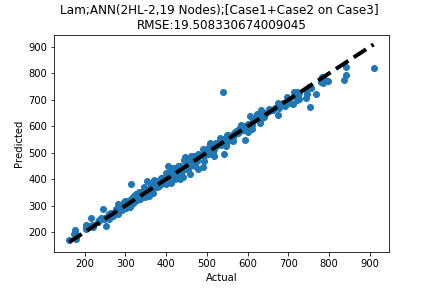 Lam;ANN(2HL-2,19 Nodes);[Case1+Case2 on Case3]
RMSE:19.508330674009045
900
800
700
600
500
400
300
200
Predicted
200 300 400 500 600 700 800 900
Actual